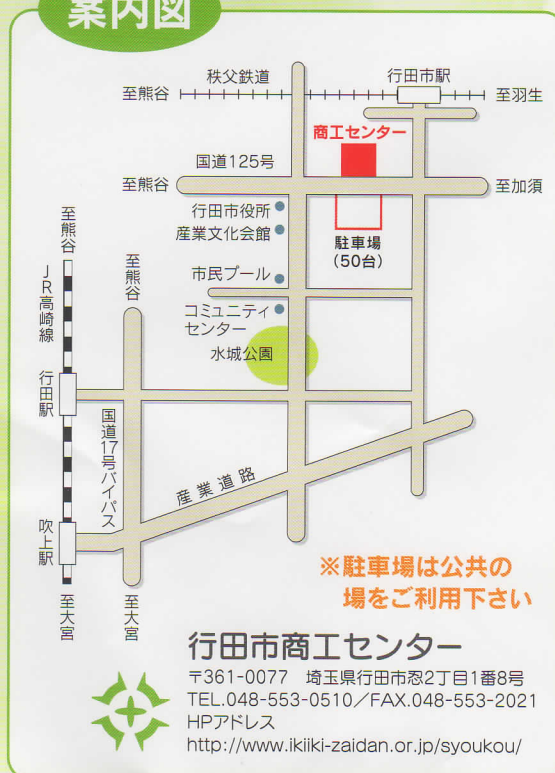 案内図
秩父鉄道
行田市駅
至熊谷
至羽生
商工センター
国道125号
至熊谷
至加須
行田市役所
産業文化会館
駐車場
(50台)
市民プール
コミュニティ
センター
水城公園
至熊谷
JR高崎線
行田駅
吹上駅
至大宮
至熊谷
国道17号バイパス
至大宮
産業道路
※駐車場は公共の
場をご利用下さい
行田市商工センター
〒361-0077 埼玉県行田市忍2丁目1番8号
TEL.048-553-0510/FAX.048-553-2021
HPアドレス
http://www.ikiiki-zaidan.or.jp/syoukou/